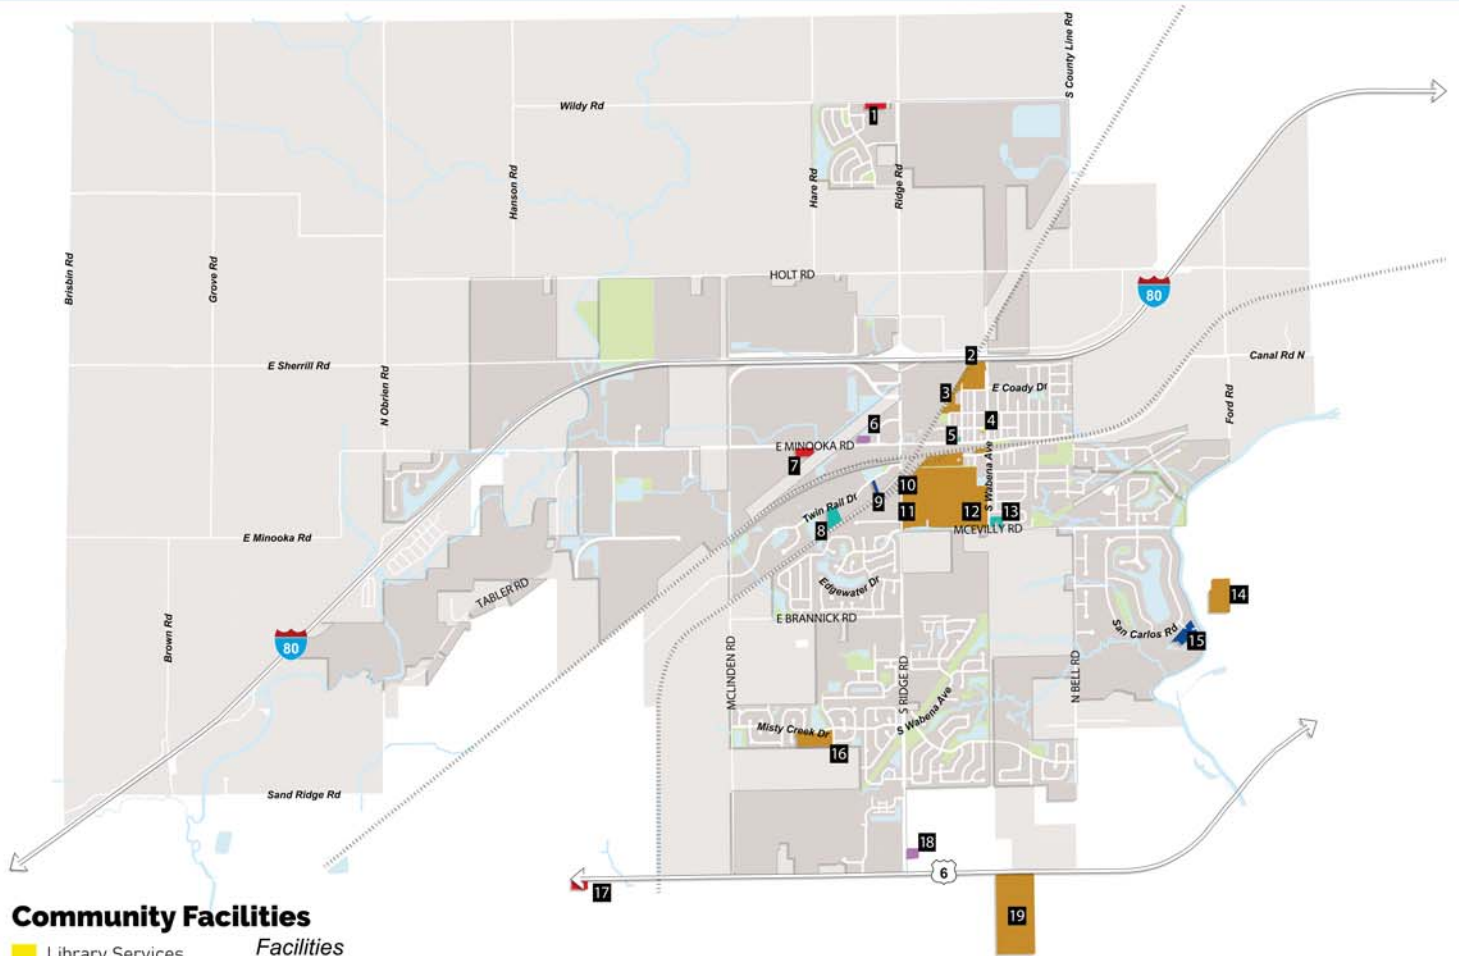 S County Line Rd
Wildy Rd
1
Hanson Rd
Hare Rd
Ridge Rd
Brisbin Rd
Grove Rd
HOLT RD
80
2
E Sherrill Rd
Canal Rd N
N Obrien Rd
3
E Coady Dr
Ford Rd
4
5
6
E MINOOKA RD
7
S Wabena Ave
10
9
Twin Rail Dr
8
11
12
13
MCEVILLY RD
E Minooka Rd
Edgewater Dr
TABLER RD
14
E BRANNICK RD
San Carlos Rd
15
Brown Rd
80
MCLINDEN RD
S RIDGE RD
N BELL RD
S Wabena Ave
Misty Creek Dr
16
Sand Ridge Rd
18
6
17
19
Community Facilities
Library Services
Facilities